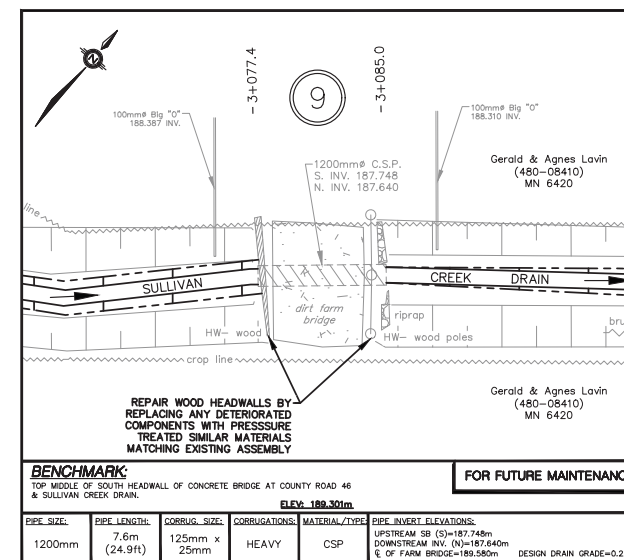 N
- 3+077.4
9
- 3+085.0
100mmø Big "O"
188.387 INV.
100mmø Big "O"
188.310 INV.
1200mmø C.S.P.
S. INV. 187.748
N. INV. 187.640
Gerald & Agnes Lavin
(480-08410)
MN 6420
line
SULLIVAN
CREEK DRAIN
dirt farm
bridge
riprap
HW- wood
HW- wood poles
bru
crop line
REPAIR WOOD HEADWALLS BY
REPLACING ANY DETERIORATED
COMPONENTS WITH PRESSSURE
TREATED SIMILAR MATERIALS
MATCHING EXISTING ASSEMBLY
Gerald & Agnes Lavin
(480-08410)
MN 6420
BENCHMARK:
TOP MIDDLE OF SOUTH HEADWALL OF CONCRETE BRIDGE AT COUNTY ROAD 46
& SULLIVAN CREEK DRAIN.
ELEV: 189.301m
FOR FUTURE MAINTENANC
PIPE SIZE: PIPE LENGTH: CORRUG. SIZE: CORRUGATIONS: MATERIAL/TYPE: PIPE INVERT ELEVATIONS:
1200mm
7.6m
(24.9ft)
125mm x
25mm
HEAVY
CSP
UPSTREAM SB (S)=187.748m
DOWNSTREAM INV. (N)=187.640m
℄ OF FARM BRIDGE=189.580m DESIGN DRAIN GRADE=0.2